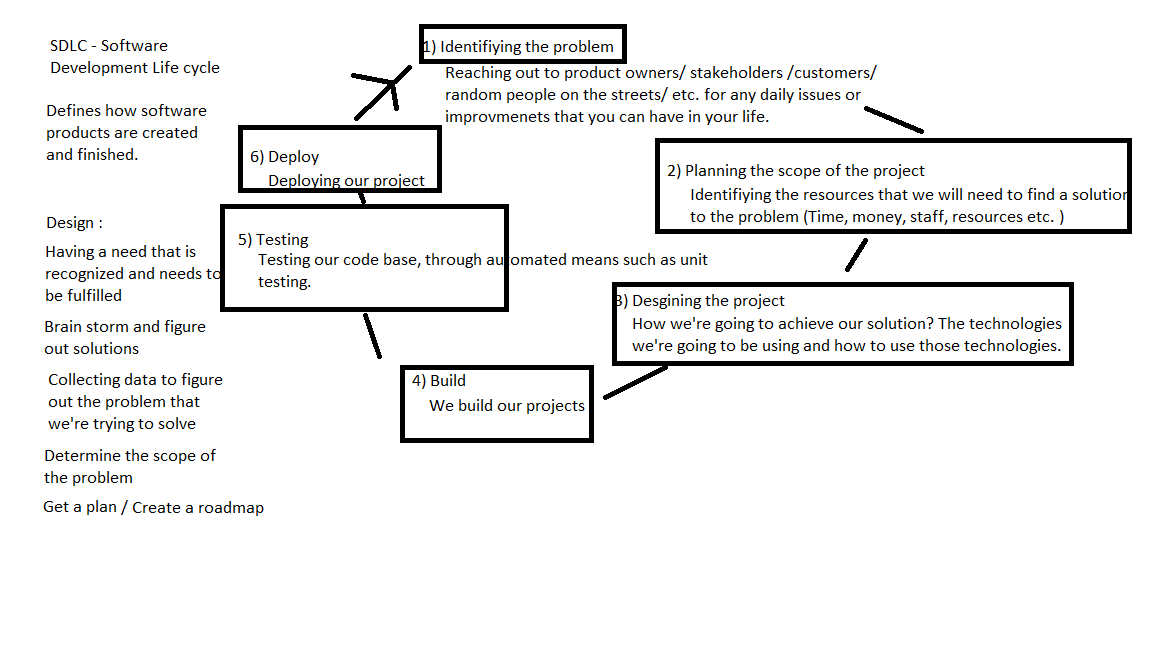 SDLC - Software
Development Life cycle
Defines how software
products are created
and finished.
Design :
Having a need that is
recognized and needs to
be fulfilled
Brain storm and figure
out solutions
Collecting data to figure
out the problem that
we're trying to solve
Determine the scope of
the problem
Get a plan / Create a roadmap
1) Identifiying the problem
Reaching out to product owners/ stakeholders /customers/
random people on the streets/ etc. for any daily issues or
improvmenets that you can have in your life.
2) Planning the scope of the project
Identifiying the resources that we will need to find a solution
to the problem (Time, money, staff, resources etc. )
3) Desgining the project
How we're going to achieve our solution? The technologies
we're going to be using and how to use those technologies.
4) Build
We build our projects
5) Testing
Testing our code base, through automated means such as unit
testing.
6) Deploy
Deploying our project